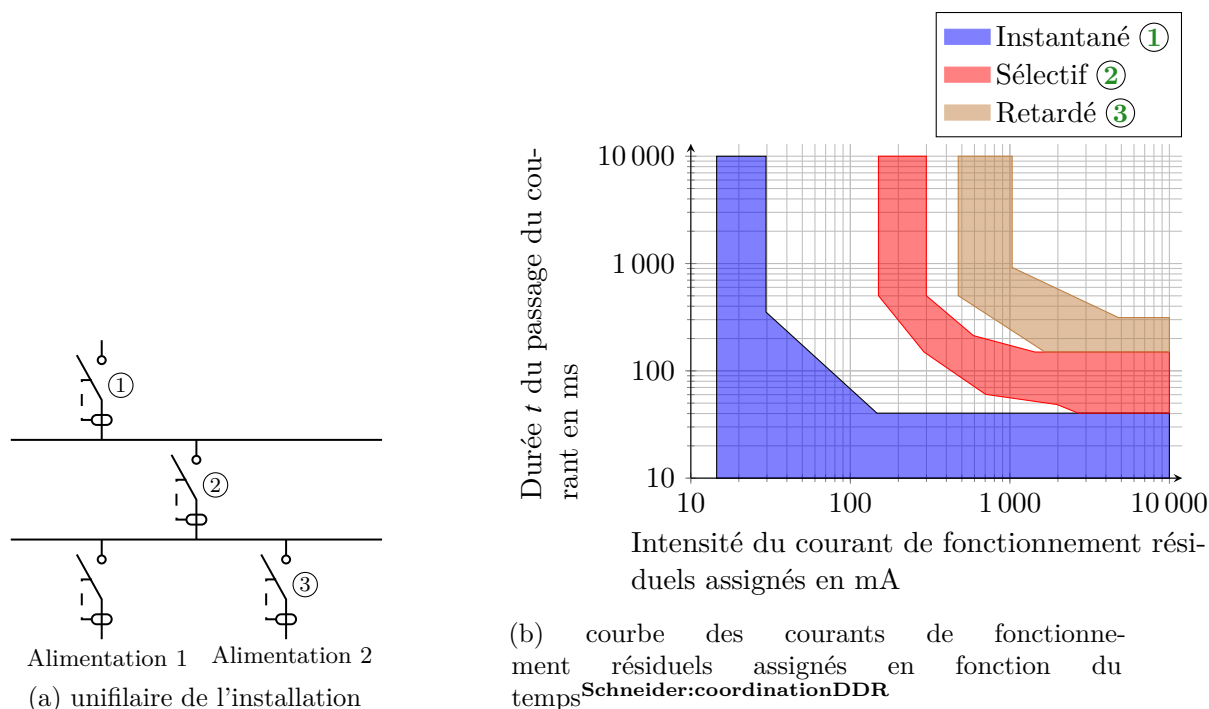 Instantané 1
Sélectif 2
Retardé 3
Durée t du passage du cou-
rant en ms
10 000
1 000
100
10
10
100
1 000
10 000
Intensité du courant de fonctionnement rési-
duels assignés en mA
1
2
3
Alimentation 1
Alimentation 2
(a) unifilaire de l'installation
(b) courbe des courants de fonctionne-
ment résiduels assignés en fonction du
temps Schneider:coordinationDDR